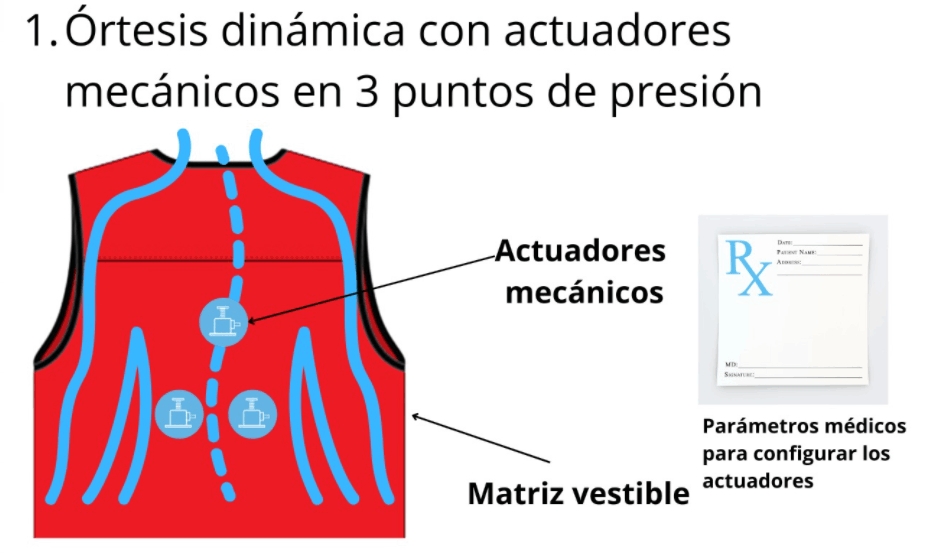 1. Órtesis dinámica con actuadores
mecánicos en 3 puntos de presión
Actuadores
mecánicos
Matriz vestible
RX
DATE:
PATIENT NAME:
ADDRESS:
MD:
SIGNATURE:
Parámetros médicos
para configurar los
actuadores